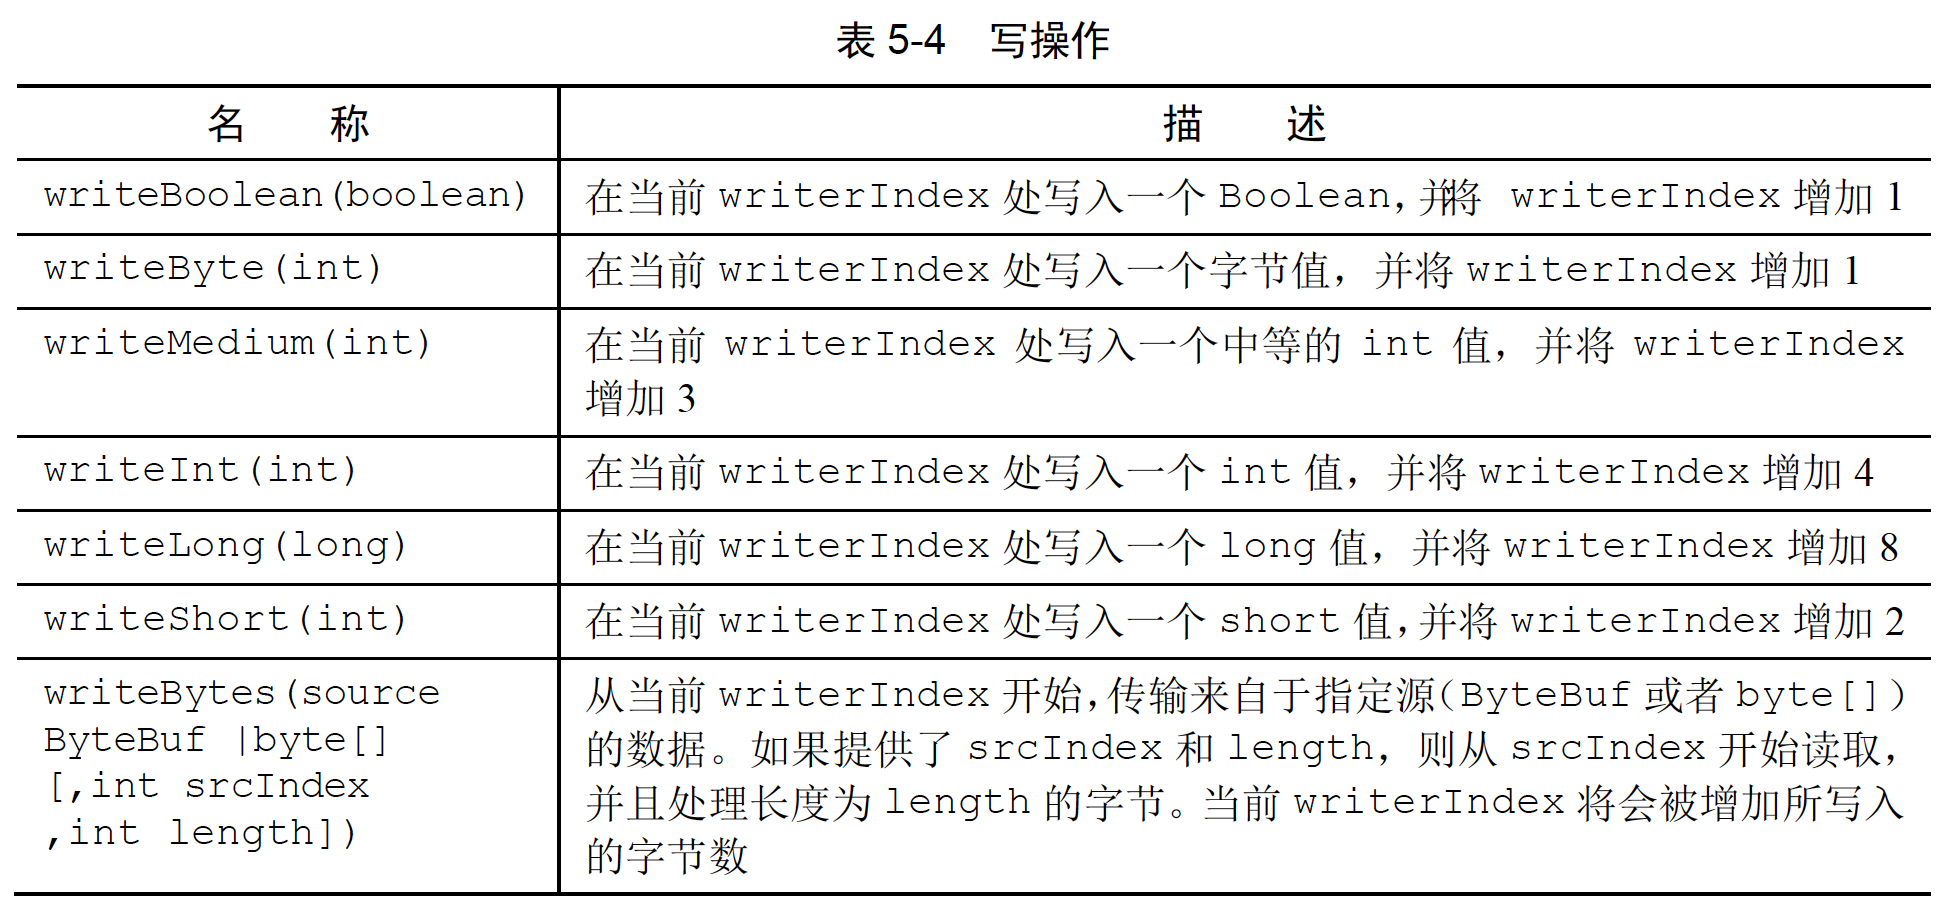 表 5-4 写操作
名 称
描 述
writeBoolean(boolean)
在当前 writerIndex 处写入一个 Boolean，并将 writerIndex 增加 1
writeByte(int)
在当前 writerIndex 处写入一个字节值，并将 writerIndex 增加 1
writeMedium(int)
在当前 writerIndex 处写入一个中等的 int 值，并将 writerIndex
增加 3
writeInt(int)
在当前 writerIndex 处写入一个 int 值，并将 writerIndex 增加 4
writeLong(long)
在当前 writerIndex 处写入一个 long 值，并将 writerIndex 增加 8
writeShort(int)
在当前 writerIndex 处写入一个 short 值，并将 writerIndex 增加 2
writeBytes(source
ByteBuf |byte[]
[,int srcIndex
,int length])
从当前 writerIndex 开始，传输来自于指定源（ByteBuf 或者 byte[]）
的数据。如果提供了 srcIndex 和 length，则从 srcIndex 开始读取，
并且处理长度为 length 的字节。当前 writerIndex 将会被增加所写入
的字节数